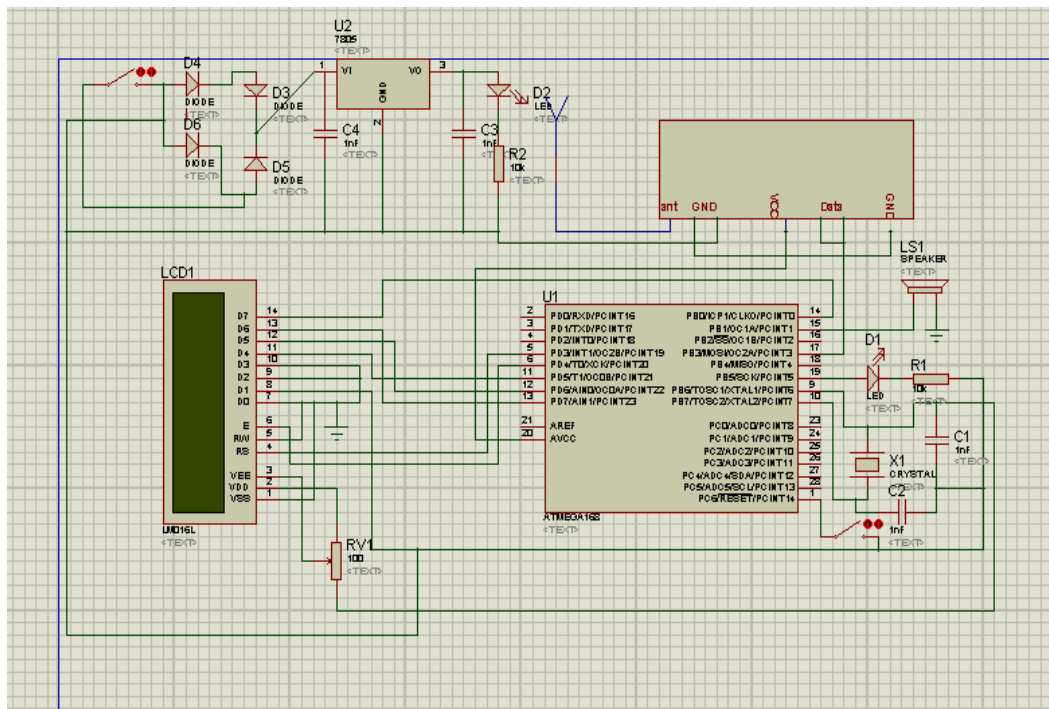 U2
7805
<TEXT>
D4
DIODE
<TEXT>
D3
DIODE
<TEXT>
D6
DIODE
<TEXT>
D5
DIODE
<TEXT>
1
VI
VO
3
GND
2
C4
1nF
<TEXT>
C3
1nF
<TEXT>
D2
LED
<TEXT>
R2
10k
<TEXT>
ant
GND
VCC
Data
GND
LS1
SPEAKER
<TEXT>
LCD1
D7 14
D6 13
D5 12
D4 11
D3 10
D2 9
D1 8
D0 7
E 6
RW 5
RS 4
VEE 3
VDD 2
VSS 1
LM016L
<TEXT>
RV1
100
<TEXT>
U1
2 PD0/RXD/PCINT16
3 PD1/TXD/PCINT17
4 PD2/INT0/PCINT18
5 PD3/INT1/OC2B/PCINT19
6 PD4/T0/XCK/PCINT20
11 PD5/T1/OC0B/PCINT21
12 PD6/AIN0/OC0A/PCINT22
13 PD7/AIN1/PCINT23
21 AREF
20 AVCC
PB0/ICP1/CLKO/PCINT0 14
PB1/OC1A/PCINT1 15
PB2/SS/OC1B/PCINT2 16
PB3/MOSI/OC2A/PCINT3 17
PB4/MISO/PCINT4 18
PB5/SCK/PCINT5 19
PB6/TOSC1/XTAL1/PCINT6 9
PB7/TOSC2/XTAL2/PCINT7 10
PC0/ADC0/PCINT8 23
PC1/ADC1/PCINT9 24
PC2/ADC2/PCINT10 25
PC3/ADC3/PCINT11 26
PC4/ADC4/SDA/PCINT12 27
PC5/ADC5/SCL/PCINT13 28
PC6/RESET/PCINT14 1
ATMEGA168
<TEXT>
D1
LED
<TEXT>
R1
10k
<TEXT>
C1
1nF
<TEXT>
X1
CRYSTAL
<TEXT>
C2
1nF
<TEXT>